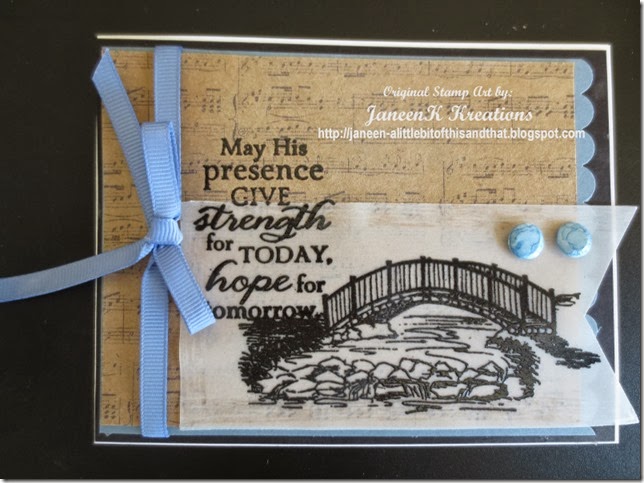 Original Stamp Art by:
JaneenK Kreations
http://janeen-alittlebitofthisandthat.blogspot.com
May His
presence
GIVE
strength
for TODAY,
hope for
tomorrow.